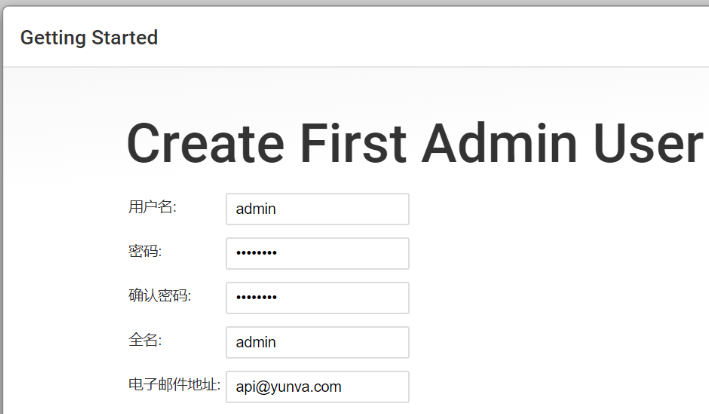 Getting Started
Create First Admin User
用户名: admin
密码: ••••••••
确认密码: ••••••••
全名: admin
电子邮件地址: api@yunva.com